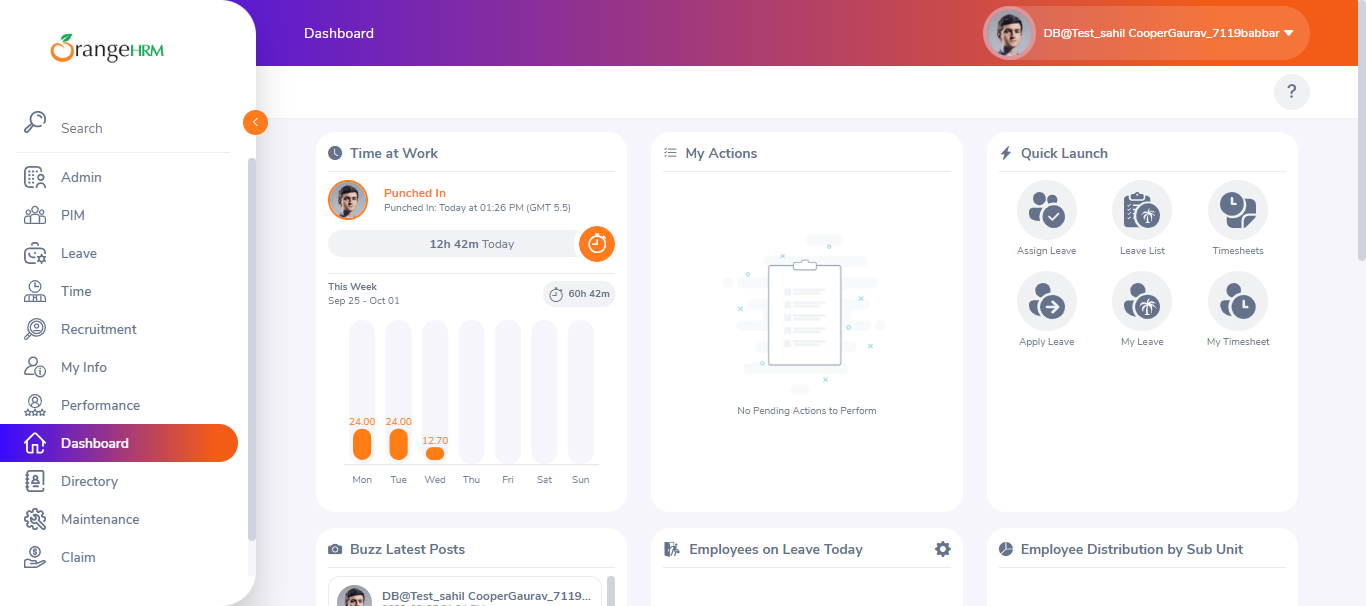 OrangeHRM
Search
Admin
PIM
Leave
Time
Recruitment
My Info
Performance
Dashboard
Directory
Maintenance
Claim
Dashboard
DB@Test_sahil CooperGaurav_7119babbar
?
Time at Work
Punched In
Punched In: Today at 01:26 PM (GMT 5.5)
12h 42m Today
This Week
Sep 25 - Oct 01
60h 42m
24.00 24.00 12.70
Mon Tue Wed Thu Fri Sat Sun
My Actions
No Pending Actions to Perform
Quick Launch
Assign Leave Leave List Timesheets
Apply Leave My Leave My Timesheet
Buzz Latest Posts
DB@Test_sahil CooperGaurav_7119...
Employees on Leave Today
Employee Distribution by Sub Unit